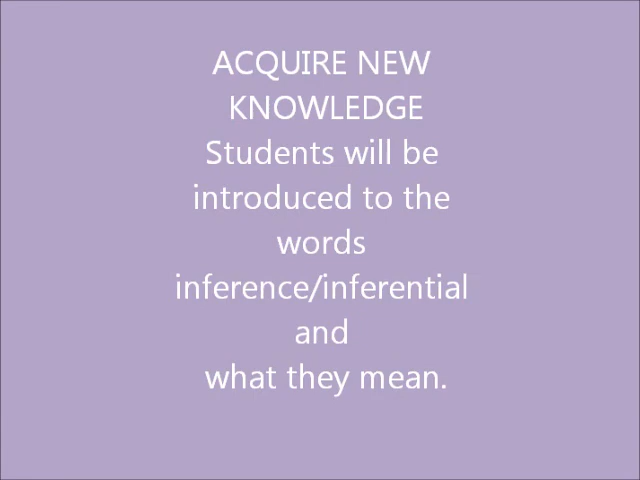 ACQUIRE NEW
KNOWLEDGE
Students will be
introduced to the
words
inference/inferential
and
what they mean.